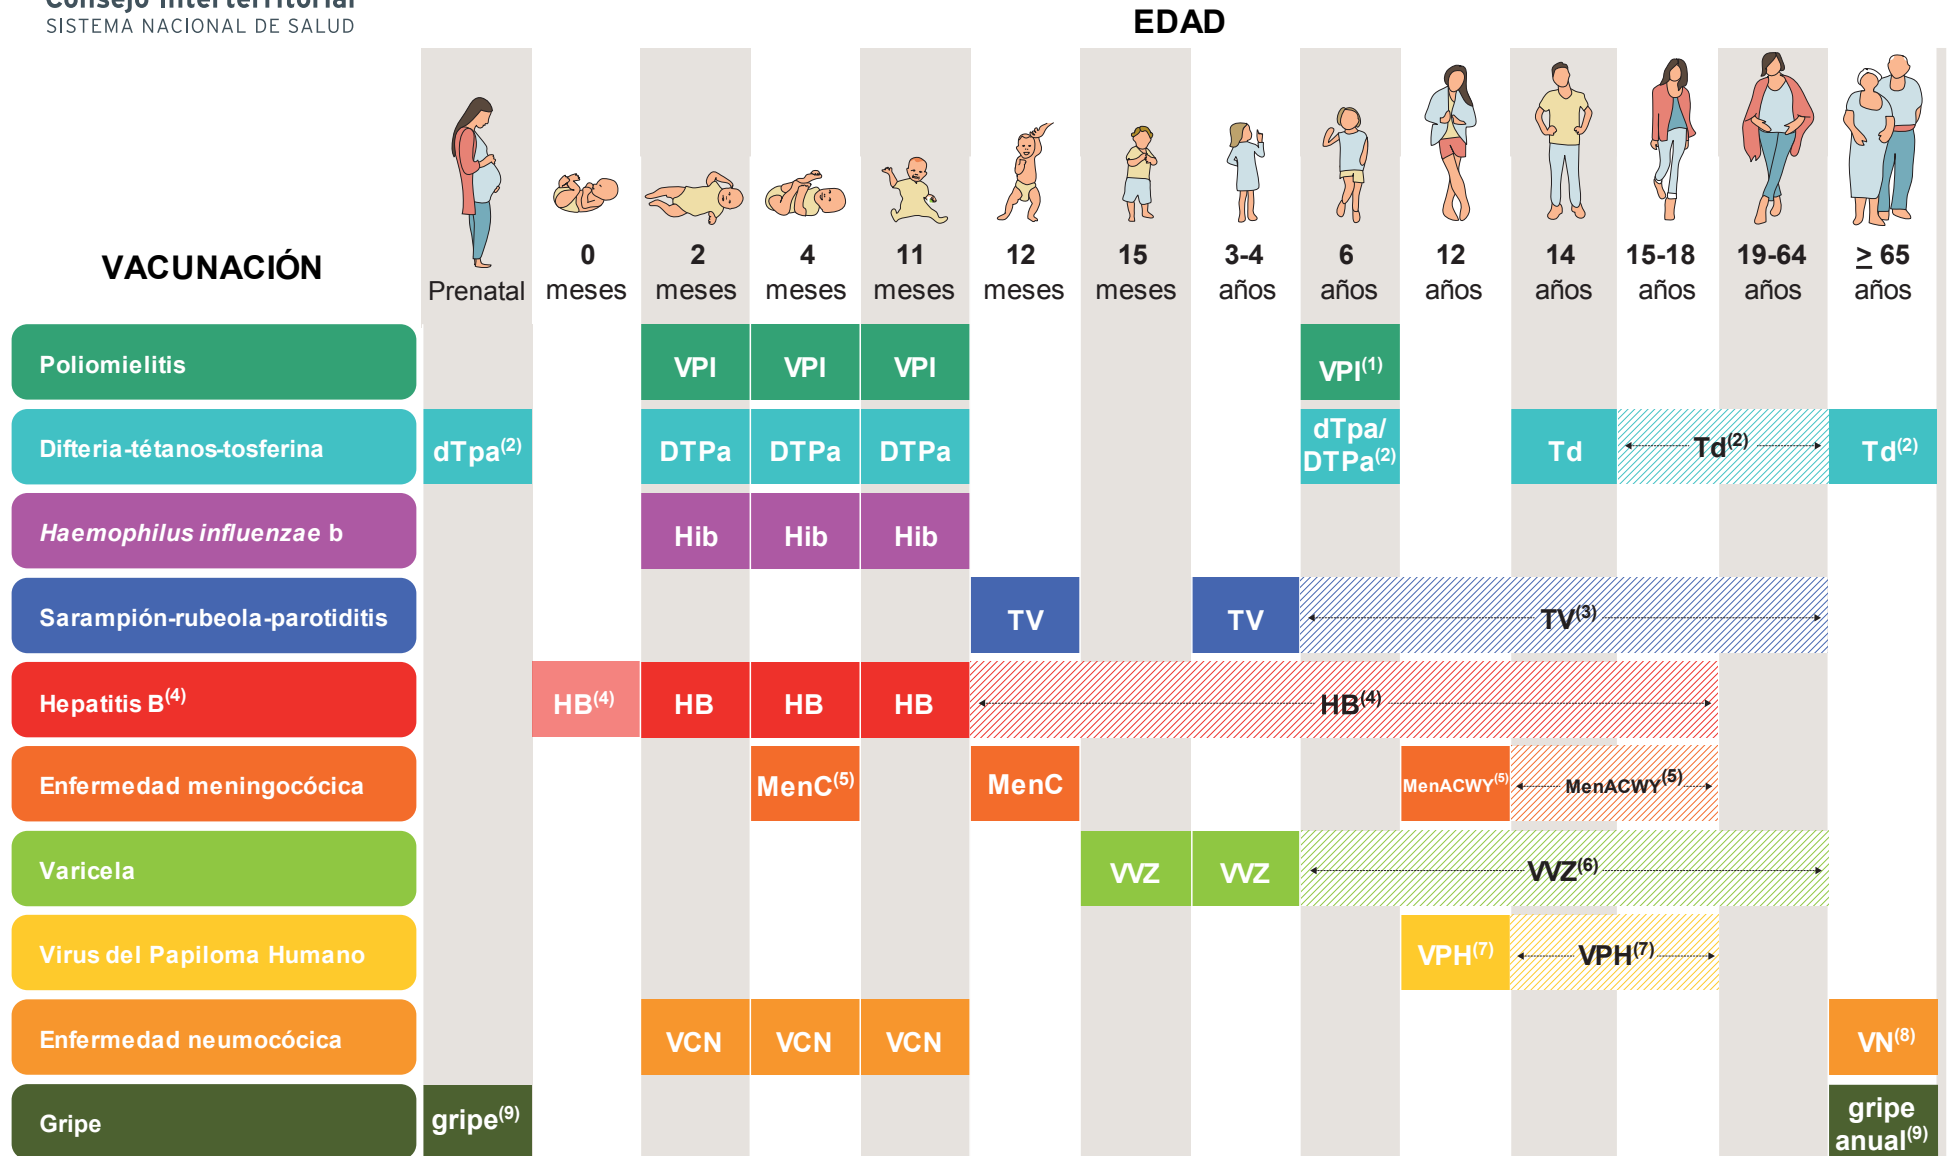 Consejo Interterritorial
SISTEMA NACIONAL DE SALUD
EDAD
VACUNACIÓN
Prenatal
0 meses
2 meses
4 meses
11 meses
12 meses
15 meses
3-4 años
6 años
12 años
14 años
15-18 años
19-64 años
≥ 65 años
Poliomielitis
VPI
VPI
VPI
VPI(1)
Difteria-tétanos-tosferina
dTpa(2)
DTPa
DTPa
DTPa
dTpa/
DTPa(2)
Td
Td(2)
Td(2)
Haemophilus influenzae b
Hib
Hib
Hib
Sarampión-rubeola-parotiditis
TV
TV
TV(3)
Hepatitis B(4)
HB(4)
HB
HB
HB
HB(4)
Enfermedad meningocócica
MenC(5)
MenC
MenACWY(5)
MenACWY(5)
Varicela
VVZ
VVZ
VVZ(6)
Virus del Papiloma Humano
VPH(7)
VPH(7)
Enfermedad neumocócica
VCN
VCN
VCN
VN(8)
Gripe
gripe(9)
gripe
anual(9)